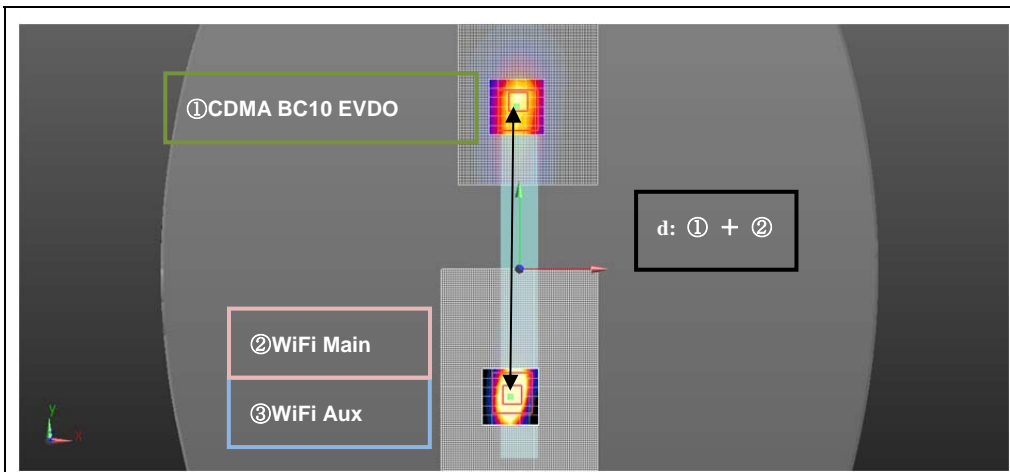 ①CDMA BC10 EVDO
d: ① + ②
②WiFi Main
③WiFi Aux
y
x